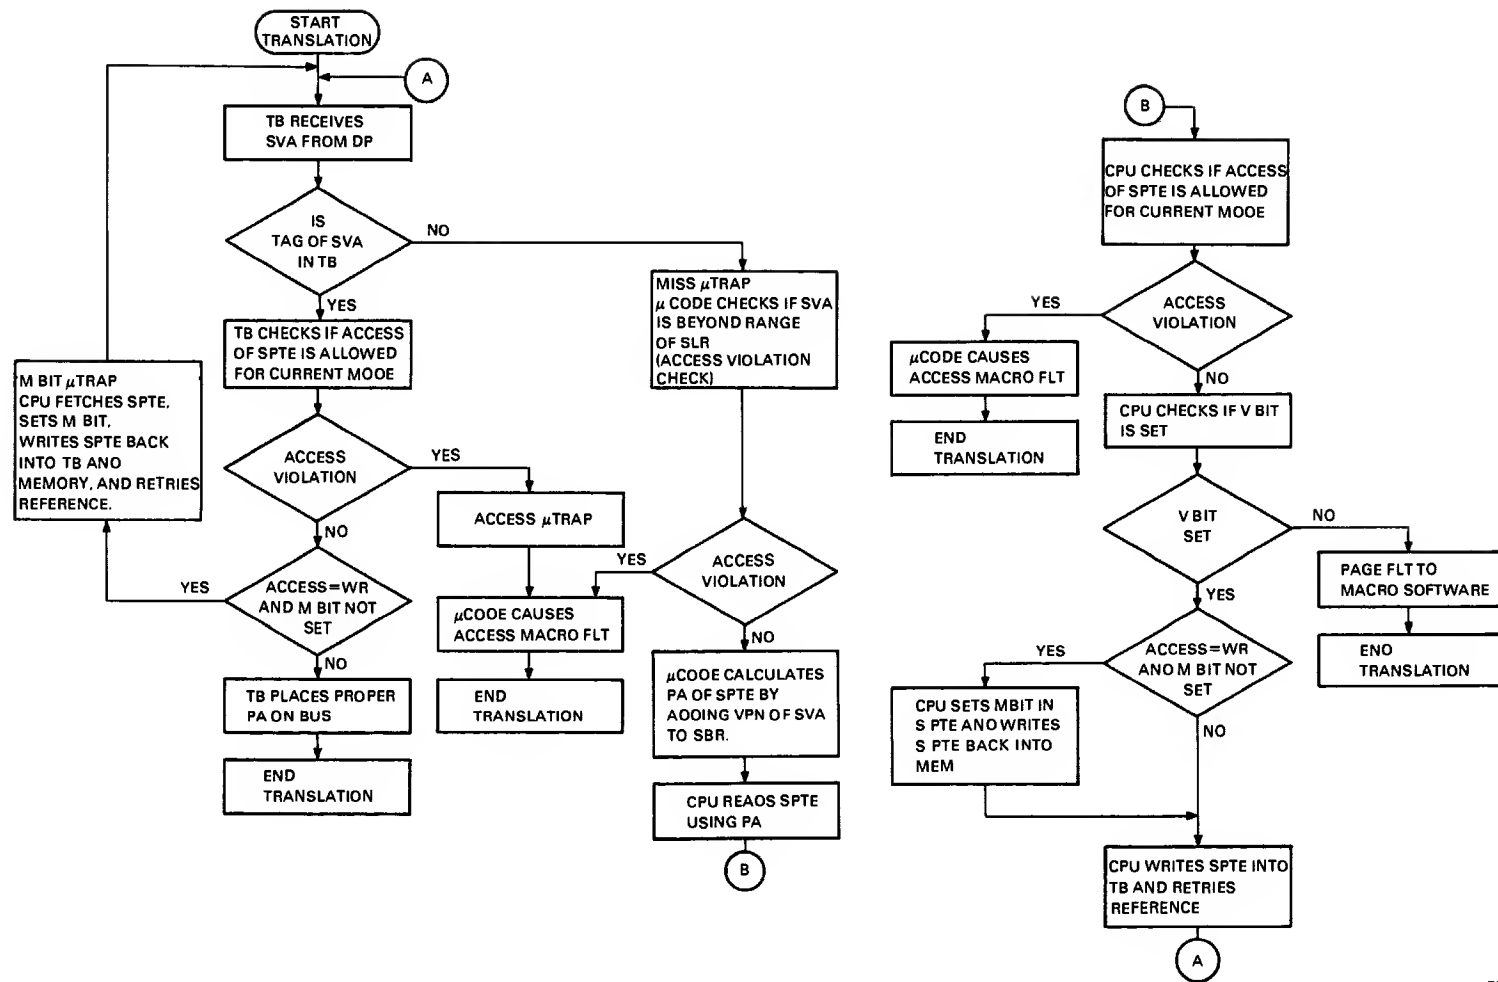 START
TRANSLATION
A
TB RECEIVES
SVA FROM DP
IS
TAG OF SVA
IN TB
NO
YES
TB CHECKS IF ACCESS
OF SPTE IS ALLOWED
FOR CURRENT MOOE
M BIT μTRAP
CPU FETCHES SPTE,
SETS M BIT,
WRITES SPTE BACK
INTO TB ANO
MEMORY, AND RETRIES
REFERENCE.
ACCESS
VIOLATION
YES
NO
ACCESS μTRAP
ACCESS=WR
AND M BIT NOT
SET
YES
NO
μCOOE CAUSES
ACCESS MACRO FLT
END
TRANSLATION
TB PLACES PROPER
PA ON BUS
END
TRANSLATION
MISS μTRAP
μ CODE CHECKS IF SVA
IS BEYOND RANGE
OF SLR
(ACCESS VIOLATION
CHECK)
ACCESS
VIOLATION
YES
NO
μCOOE CALCULATES
PA OF SPTE BY
AOOING VPN OF SVA
TO SBR.
CPU REAOS SPTE
USING PA
B
B
CPU CHECKS IF ACCESS
OF SPTE IS ALLOWED
FOR CURRENT MOOE
ACCESS
VIOLATION
YES
NO
μCODE CAUSES
ACCESS MACRO FLT
END
TRANSLATION
CPU CHECKS IF V BIT
IS SET
V BIT
SET
NO
YES
PAGE FLT TO
MACRO SOFTWARE
ENO
TRANSLATION
ACCESS=WR
ANO M BIT NOT
SET
YES
NO
CPU SETS MBIT IN
S PTE AND WRITES
S PTE BACK INTO
MEM
CPU WRITES SPTE INTO
TB AND RETRIES
REFERENCE
A